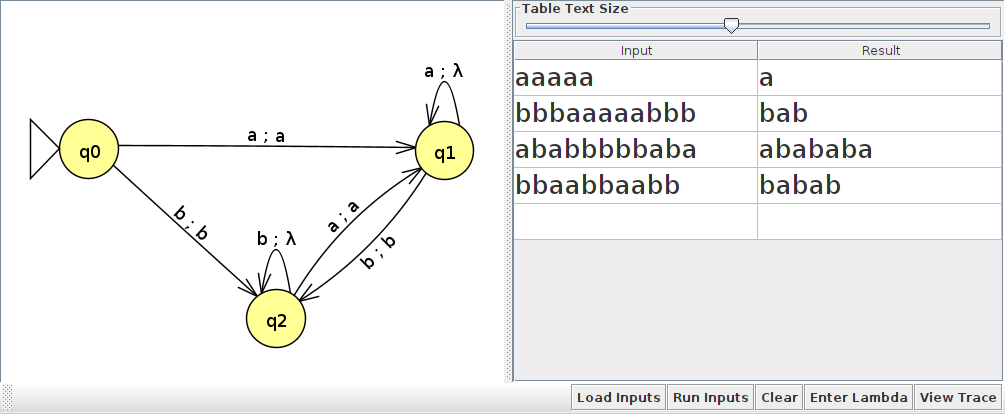 Table Text Size
Input Result
aaaaa a
bbbaaaaabbb bab
ababbbbbaba abababa
bbaabbaabb babab
a ; λ
q0
a ; a
q1
b ; b
a ; a
b ; b
b ; λ
q2
Load Inputs Run Inputs Clear Enter Lambda View Trace